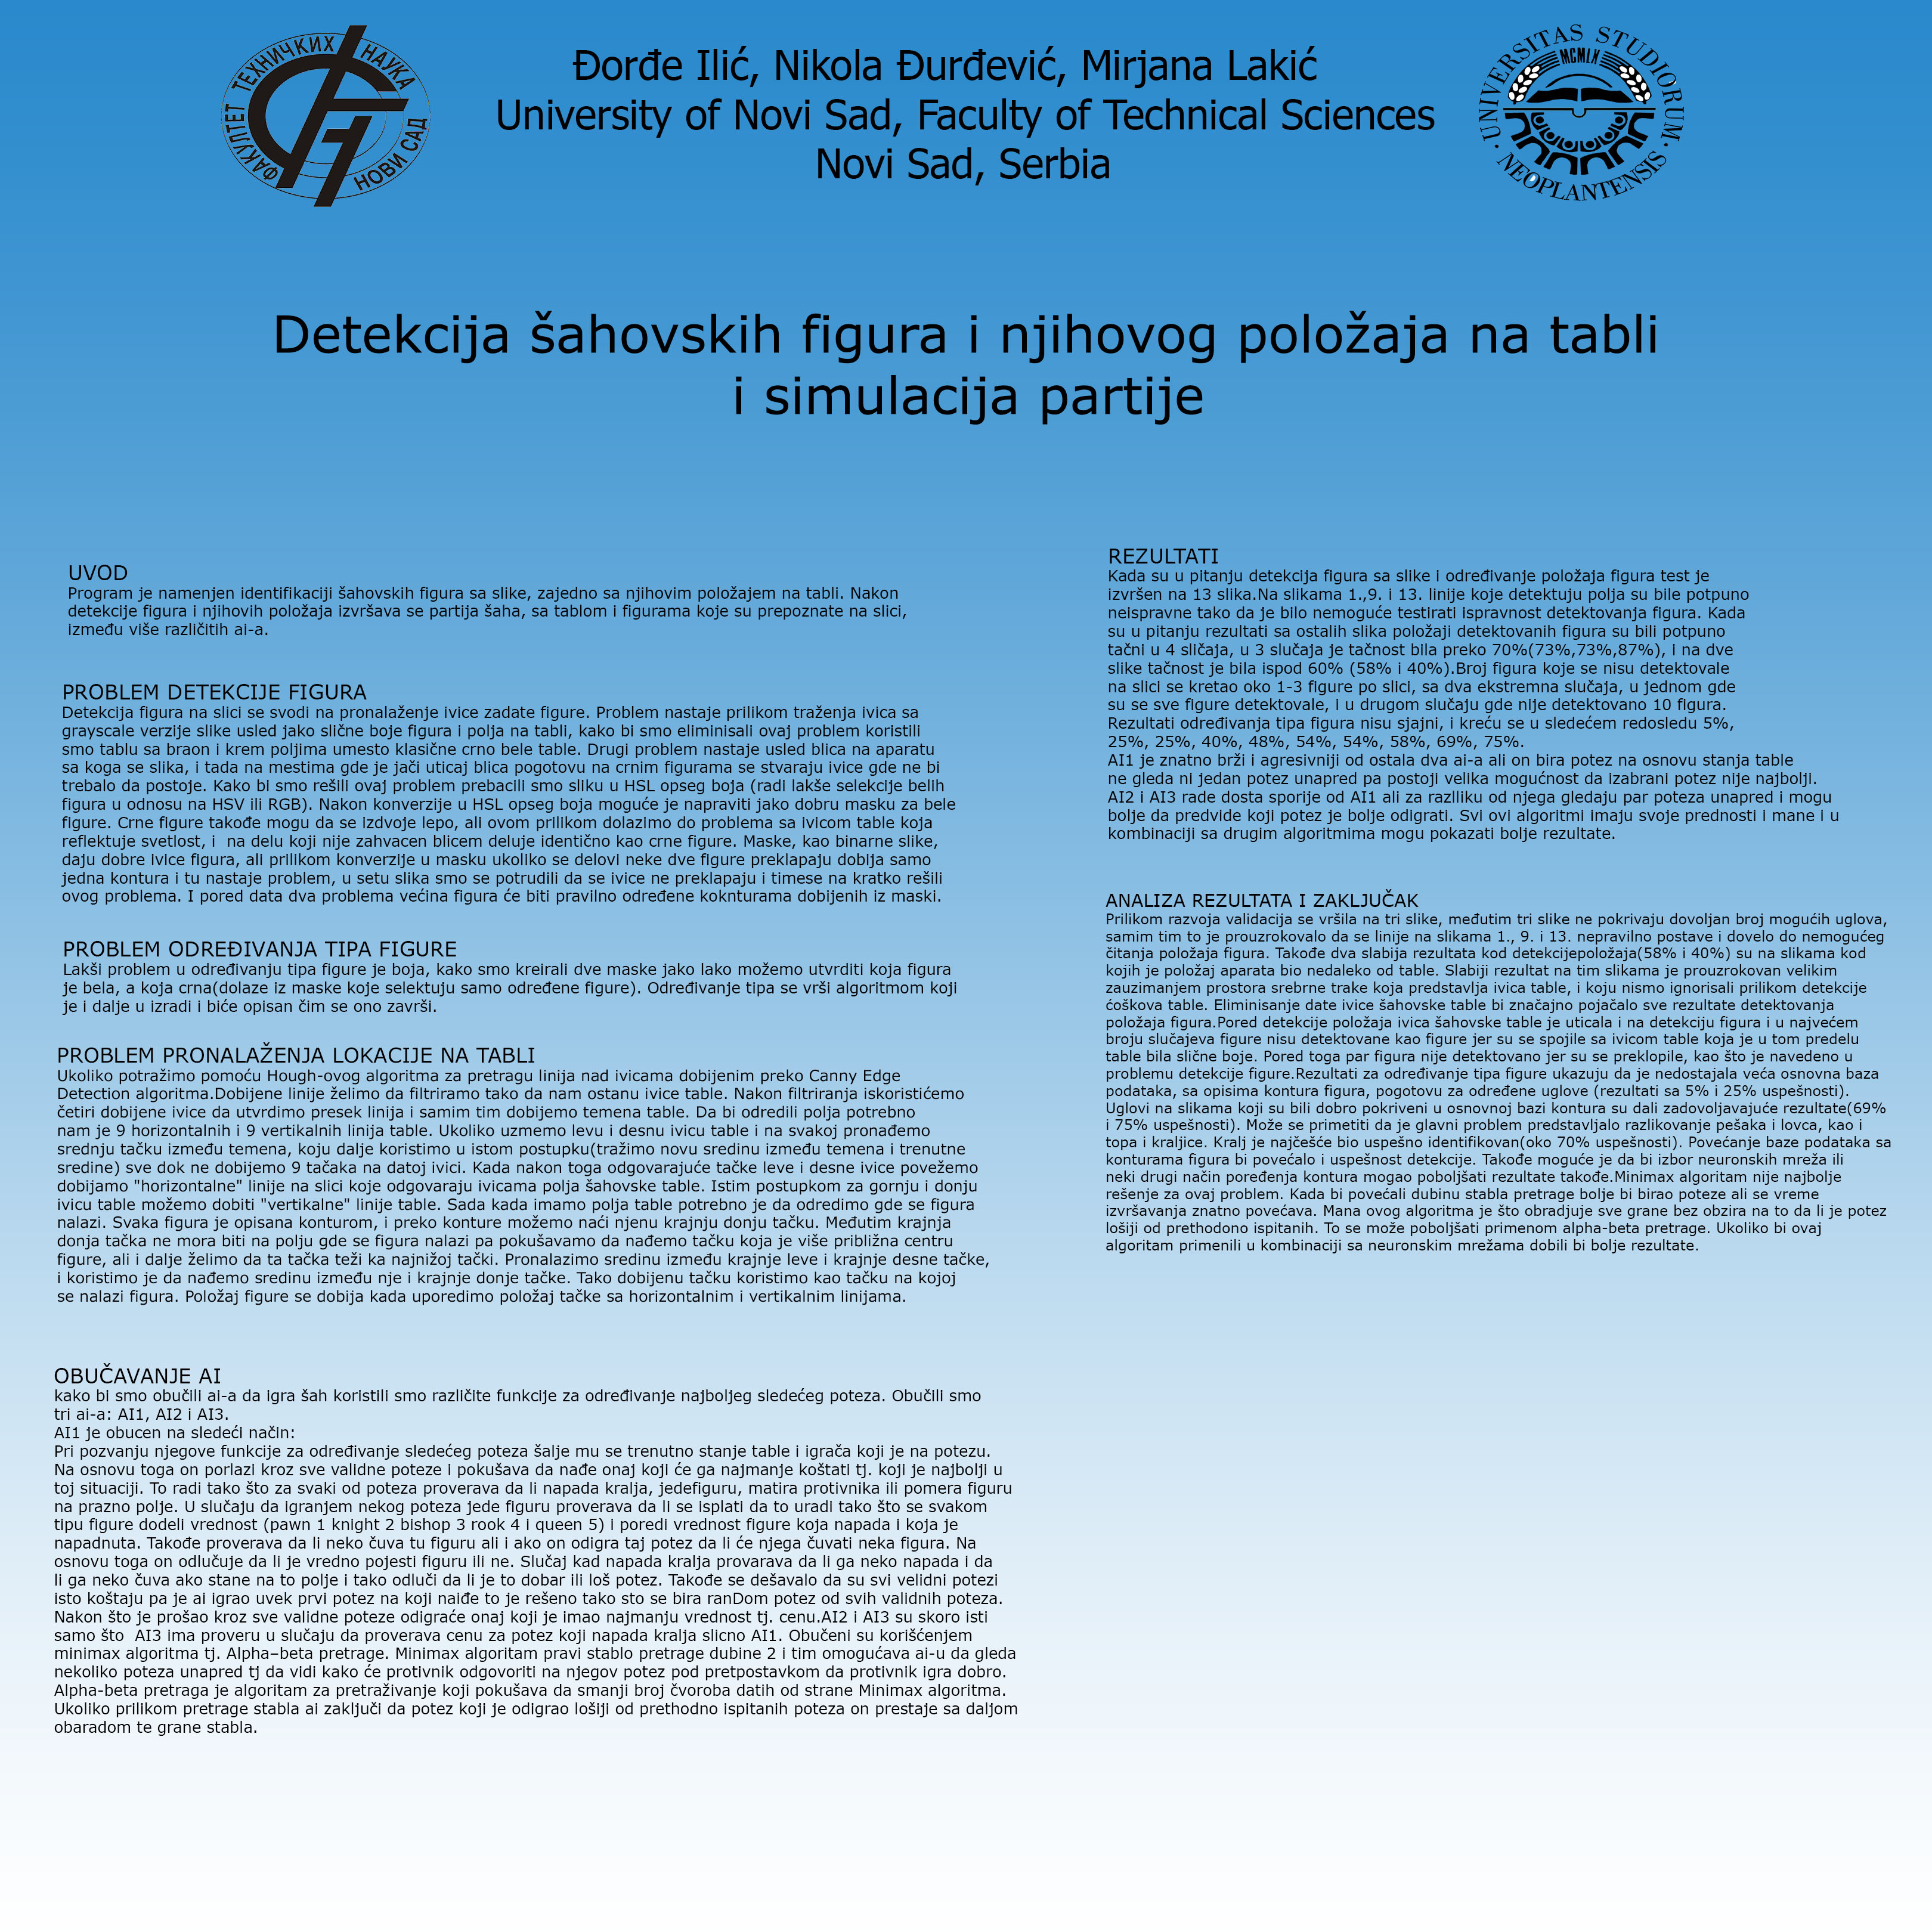 ФАКУЛТЕТ ТЕХНИЧКИХ НАУКА
НОВИ САД
Đorđe Ilić, Nikola Đurđević, Mirjana Lakić
University of Novi Sad, Faculty of Technical Sciences
Novi Sad, Serbia
UNIVERSITAS STUDIORUM
MCMLX
NEOPLANTENSIS
Detekcija šahovskih figura i njihovog položaja na tabli
i simulacija partije
UVOD
Program je namenjen identifikaciji šahovskih figura sa slike, zajedno sa njihovim položajem na tabli. Nakon
detekcije figura i njihovih položaja izvršava se partija šaha, sa tablom i figurama koje su prepoznate na slici,
između više različitih ai-a.
PROBLEM DETEKCIJE FIGURA
Detekcija figura na slici se svodi na pronalaženje ivice zadate figure. Problem nastaje prilikom traženja ivica sa
grayscale verzije slike usled jako slične boje figura i polja na tabli, kako bi smo eliminisali ovaj problem koristili
smo tablu sa braon i krem poljima umesto klasične crno bele table. Drugi problem nastaje usled blica na aparatu
sa koga se slika, i tada na mestima gde je jači uticaj blica pogotovu na crnim figurama se stvaraju ivice gde ne bi
trebalo da postoje. Kako bi smo rešili ovaj problem prebacili smo sliku u HSL opseg boja (radi lakše selekcije belih
figura u odnosu na HSV ili RGB). Nakon konverzije u HSL opseg boja moguće je napraviti jako dobru masku za bele
figure. Crne figure takođe mogu da se izdvoje lepo, ali ovom prilikom dolazimo do problema sa ivicom table koja
reflektuje svetlost, i  na delu koji nije zahvacen blicem deluje identično kao crne figure. Maske, kao binarne slike,
daju dobre ivice figura, ali prilikom konverzije u masku ukoliko se delovi neke dve figure preklapaju dobija samo
jedna kontura i tu nastaje problem, u setu slika smo se potrudili da se ivice ne preklapaju i timese na kratko rešili
ovog problema. I pored data dva problema većina figura će biti pravilno određene koknturama dobijenih iz maski.
PROBLEM ODREĐIVANJA TIPA FIGURE
Lakši problem u određivanju tipa figure je boja, kako smo kreirali dve maske jako lako možemo utvrditi koja figura
je bela, a koja crna(dolaze iz maske koje selektuju samo određene figure). Određivanje tipa se vrši algoritmom koji
je i dalje u izradi i biće opisan čim se ono završi.
PROBLEM PRONALAŽENJA LOKACIJE NA TABLI
Ukoliko potražimo pomoću Hough-ovog algoritma za pretragu linija nad ivicama dobijenim preko Canny Edge
Detection algoritma.Dobijene linije želimo da filtriramo tako da nam ostanu ivice table. Nakon filtriranja iskoristićemo
četiri dobijene ivice da utvrdimo presek linija i samim tim dobijemo temena table. Da bi odredili polja potrebno
nam je 9 horizontalnih i 9 vertikalnih linija table. Ukoliko uzmemo levu i desnu ivicu table i na svakoj pronađemo
srednju tačku između temena, koju dalje koristimo u istom postupku(tražimo novu sredinu između temena i trenutne
sredine) sve dok ne dobijemo 9 tačaka na datoj ivici. Kada nakon toga odgovarajuće tačke leve i desne ivice povežemo
dobijamo "horizontalne" linije na slici koje odgovaraju ivicama polja šahovske table. Istim postupkom za gornju i donju
ivicu table možemo dobiti "vertikalne" linije table. Sada kada imamo polja table potrebno je da odredimo gde se figura
nalazi. Svaka figura je opisana konturom, i preko konture možemo naći njenu krajnju donju tačku. Međutim krajnja
donja tačka ne mora biti na polju gde se figura nalazi pa pokušavamo da nađemo tačku koja je više približna centru
figure, ali i dalje želimo da ta tačka teži ka najnižoj tački. Pronalazimo sredinu između krajnje leve i krajnje desne tačke,
i koristimo je da nađemo sredinu između nje i krajnje donje tačke. Tako dobijenu tačku koristimo kao tačku na kojoj
se nalazi figura. Položaj figure se dobija kada uporedimo položaj tačke sa horizontalnim i vertikalnim linijama.
OBUČAVANJE AI
kako bi smo obučili ai-a da igra šah koristili smo različite funkcije za određivanje najboljeg sledećeg poteza. Obučili smo
tri ai-a: AI1, AI2 i AI3.
AI1 je obucen na sledeći način:
Pri pozvanju njegove funkcije za određivanje sledećeg poteza šalje mu se trenutno stanje table i igrača koji je na potezu.
Na osnovu toga on porlazi kroz sve validne poteze i pokušava da nađe onaj koji će ga najmanje koštati tj. koji je najbolji u
toj situaciji. To radi tako što za svaki od poteza proverava da li napada kralja, jedefiguru, matira protivnika ili pomera figuru
na prazno polje. U slučaju da igranjem nekog poteza jede figuru proverava da li se isplati da to uradi tako što se svakom
tipu figure dodeli vrednost (pawn 1 knight 2 bishop 3 rook 4 i queen 5) i poredi vrednost figure koja napada i koja je
napadnuta. Takođe proverava da li neko čuva tu figuru ali i ako on odigra taj potez da li će njega čuvati neka figura. Na
osnovu toga on odlučuje da li je vredno pojesti figuru ili ne. Slučaj kad napada kralja provarava da li ga neko napada i da
li ga neko čuva ako stane na to polje i tako odluči da li je to dobar ili loš potez. Takođe se dešavalo da su svi velidni potezi
isto koštaju pa je ai igrao uvek prvi potez na koji naiđe to je rešeno tako sto se bira ranDom potez od svih validnih poteza.
Nakon što je prošao kroz sve validne poteze odigraće onaj koji je imao najmanju vrednost tj. cenu.AI2 i AI3 su skoro isti
samo što  AI3 ima proveru u slučaju da proverava cenu za potez koji napada kralja slicno AI1. Obučeni su korišćenjem
minimax algoritma tj. Alpha–beta pretrage. Minimax algoritam pravi stablo pretrage dubine 2 i tim omogućava ai-u da gleda
nekoliko poteza unapred tj da vidi kako će protivnik odgovoriti na njegov potez pod pretpostavkom da protivnik igra dobro.
Alpha-beta pretraga je algoritam za pretraživanje koji pokušava da smanji broj čvoroba datih od strane Minimax algoritma.
Ukoliko prilikom pretrage stabla ai zaključi da potez koji je odigrao lošiji od prethodno ispitanih poteza on prestaje sa daljom
obaradom te grane stabla.
REZULTATI
Kada su u pitanju detekcija figura sa slike i određivanje položaja figura test je
izvršen na 13 slika.Na slikama 1.,9. i 13. linije koje detektuju polja su bile potpuno
neispravne tako da je bilo nemoguće testirati ispravnost detektovanja figura. Kada
su u pitanju rezultati sa ostalih slika položaji detektovanih figura su bili potpuno
tačni u 4 sličaja, u 3 slučaja je tačnost bila preko 70%(73%,73%,87%), i na dve
slike tačnost je bila ispod 60% (58% i 40%).Broj figura koje se nisu detektovale
na slici se kretao oko 1-3 figure po slici, sa dva ekstremna slučaja, u jednom gde
su se sve figure detektovale, i u drugom slučaju gde nije detektovano 10 figura.
Rezultati određivanja tipa figura nisu sjajni, i kreću se u sledećem redosledu 5%,
25%, 25%, 40%, 48%, 54%, 54%, 58%, 69%, 75%.
AI1 je znatno brži i agresivniji od ostala dva ai-a ali on bira potez na osnovu stanja table
ne gleda ni jedan potez unapred pa postoji velika mogućnost da izabrani potez nije najbolji.
AI2 i AI3 rade dosta sporije od AI1 ali za razlliku od njega gledaju par poteza unapred i mogu
bolje da predvide koji potez je bolje odigrati. Svi ovi algoritmi imaju svoje prednosti i mane i u
kombinaciji sa drugim algoritmima mogu pokazati bolje rezultate.
ANALIZA REZULTATA I ZAKLJUČAK
Prilikom razvoja validacija se vršila na tri slike, međutim tri slike ne pokrivaju dovoljan broj mogućih uglova,
samim tim to je prouzrokovalo da se linije na slikama 1., 9. i 13. nepravilno postave i dovelo do nemogućeg
čitanja položaja figura. Takođe dva slabija rezultata kod detekcijepoložaja(58% i 40%) su na slikama kod
kojih je položaj aparata bio nedaleko od table. Slabiji rezultat na tim slikama je prouzrokovan velikim
zauzimanjem prostora srebrne trake koja predstavlja ivica table, i koju nismo ignorisali prilikom detekcije
ćoškova table. Eliminisanje date ivice šahovske table bi značajno pojačalo sve rezultate detektovanja
položaja figura.Pored detekcije položaja ivica šahovske table je uticala i na detekciju figura i u najvećem
broju slučajeva figure nisu detektovane kao figure jer su se spojile sa ivicom table koja je u tom predelu
table bila slične boje. Pored toga par figura nije detektovano jer su se preklopile, kao što je navedeno u
problemu detekcije figure.Rezultati za određivanje tipa figure ukazuju da je nedostajala veća osnovna baza
podataka, sa opisima kontura figura, pogotovu za određene uglove (rezultati sa 5% i 25% uspešnosti).
Uglovi na slikama koji su bili dobro pokriveni u osnovnoj bazi kontura su dali zadovoljavajuće rezultate(69%
i 75% uspešnosti). Može se primetiti da je glavni problem predstavljalo razlikovanje pešaka i lovca, kao i
topa i kraljice. Kralj je najčešće bio uspešno identifikovan(oko 70% uspešnosti). Povećanje baze podataka sa
konturama figura bi povećalo i uspešnost detekcije. Takođe moguće je da bi izbor neuronskih mreža ili
neki drugi način poređenja kontura mogao poboljšati rezultate takođe.Minimax algoritam nije najbolje
rešenje za ovaj problem. Kada bi povećali dubinu stabla pretrage bolje bi birao poteze ali se vreme
izvršavanja znatno povećava. Mana ovog algoritma je što obradjuje sve grane bez obzira na to da li je potez
lošiji od prethodono ispitanih. To se može poboljšati primenom alpha-beta pretrage. Ukoliko bi ovaj
algoritam primenili u kombinaciji sa neuronskim mrežama dobili bi bolje rezultate.